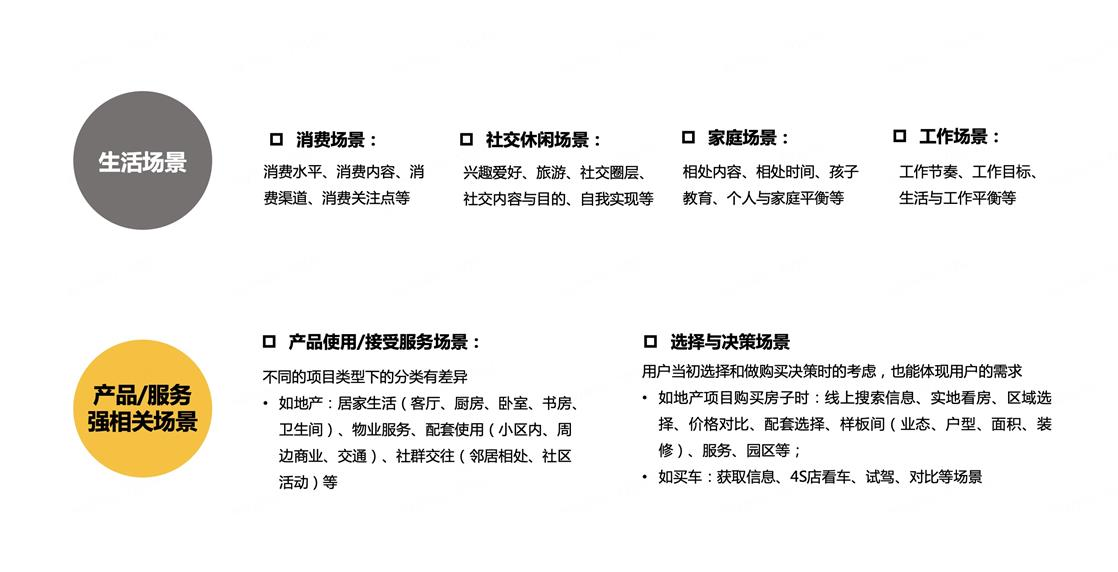 生活场景
消费场景：
消费水平、消费内容、消
费渠道、消费关注点等
社交休闲场景：
兴趣爱好、旅游、社交圈层、
社交内容与目的、自我实现等
家庭场景：
相处内容、相处时间、孩子
教育、个人与家庭平衡等
工作场景：
工作节奏、工作目标、
生活与工作平衡等
产品/服务
强相关场景
产品使用/接受服务场景：
不同的项目类型下的分类有差异
• 如地产：居家生活（客厅、厨房、卧室、书房、
卫生间）、物业服务、配套使用（小区内、周
边商业、交通）、社群交往（邻居相处、社区
活动）等
选择与决策场景
用户当初选择和做购买决策时的考虑，也能体现用户的需求
• 如地产项目购买房子时：线上搜索信息、实地看房、区域选
择、价格对比、配套选择、样板间（业态、户型、面积、装
修）、服务、园区等；
• 如买车：获取信息、4S店看车、试驾、对比等场景